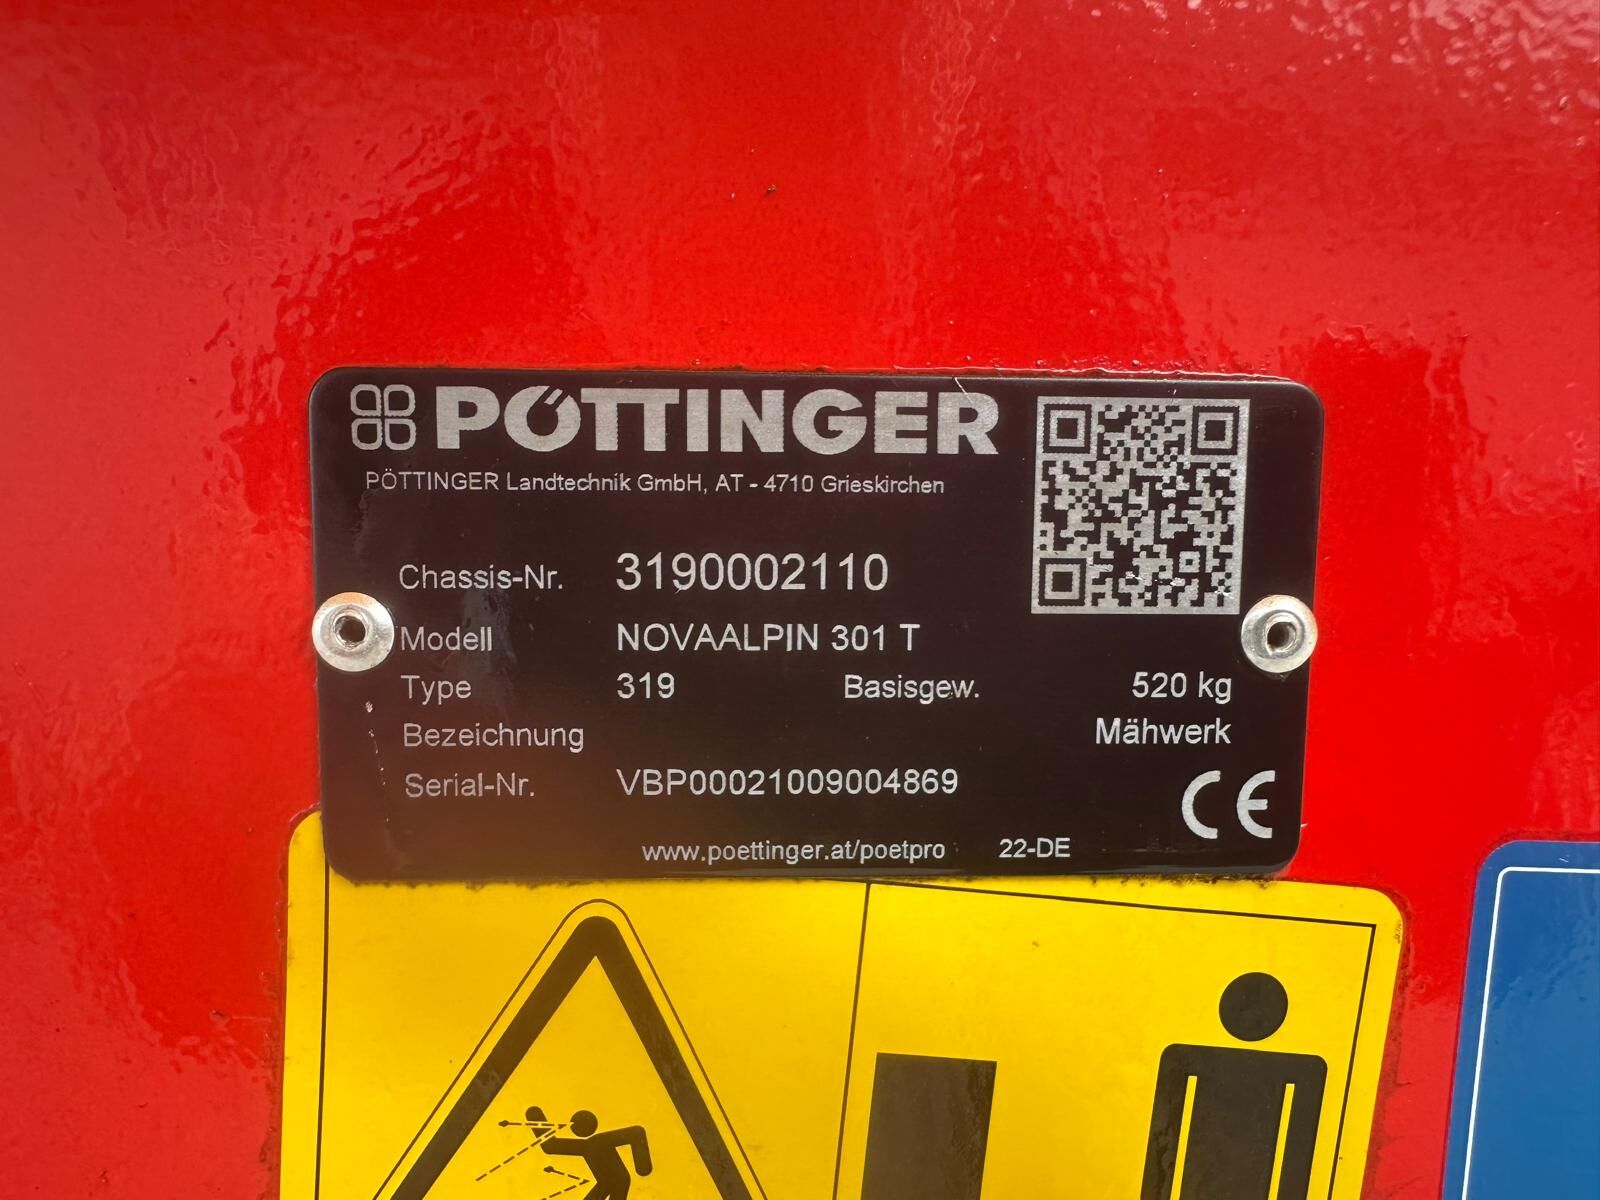 PÖTTINGER
PÖTTINGER Landtechnik GmbH, AT - 4710 Grieskirchen
Chassis-Nr. 3190002110
Modell NOVAALPIN 301 T
Type 319 Basisgew. 520 kg
Bezeichnung Mähwerk
Serial-Nr. VBP00021009004869
CE
www.poettinger.at/poetpro 22-DE